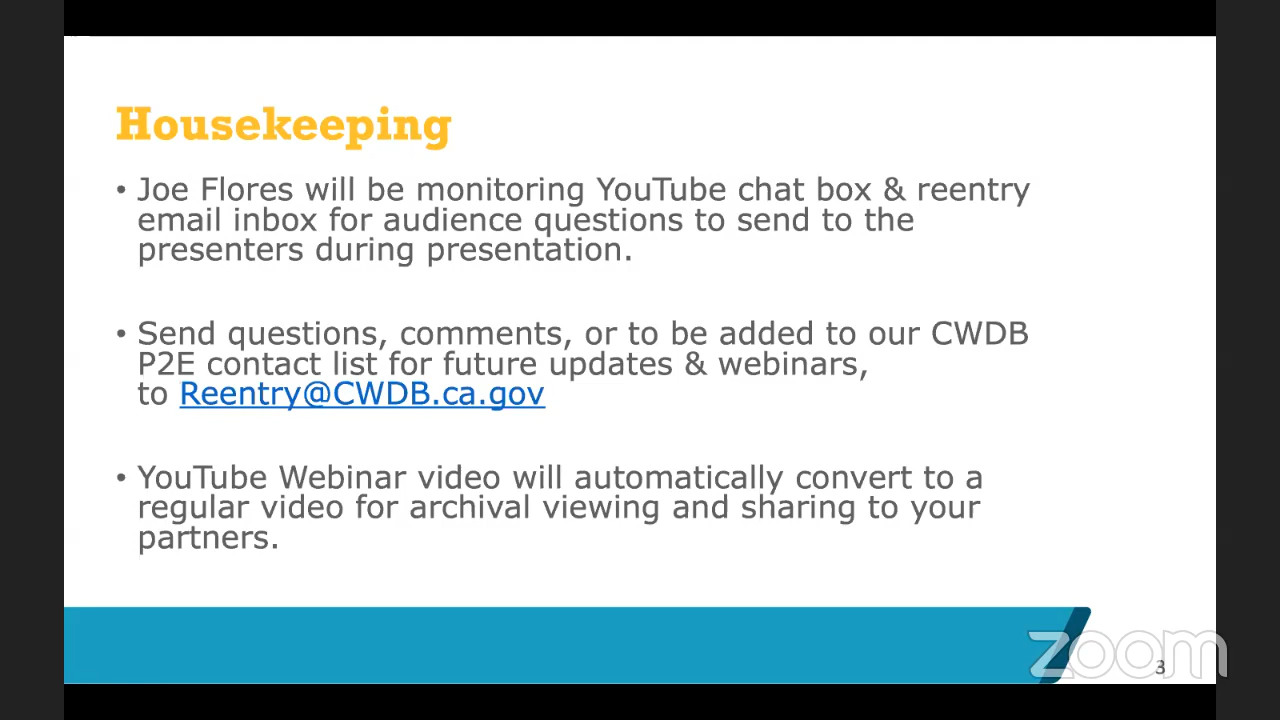 Housekeeping
• Joe Flores will be monitoring YouTube chat box & reentry
email inbox for audience questions to send to the
presenters during presentation.
• Send questions, comments, or to be added to our CWDB
P2E contact list for future updates & webinars,
to Reentry@CWDB.ca.gov
• YouTube Webinar video will automatically convert to a
regular video for archival viewing and sharing to your
partners.
zoom
3